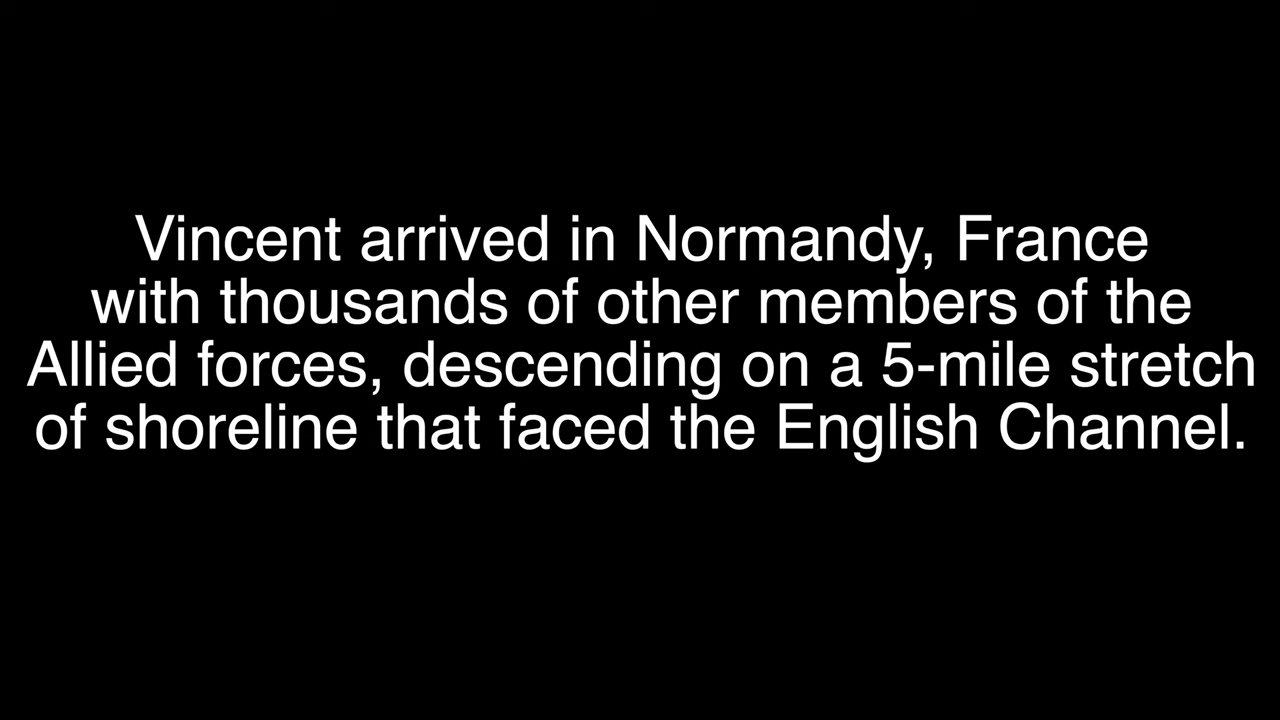 Vincent arrived in Normandy, France
with thousands of other members of the
Allied forces, descending on a 5-mile stretch
of shoreline that faced the English Channel.